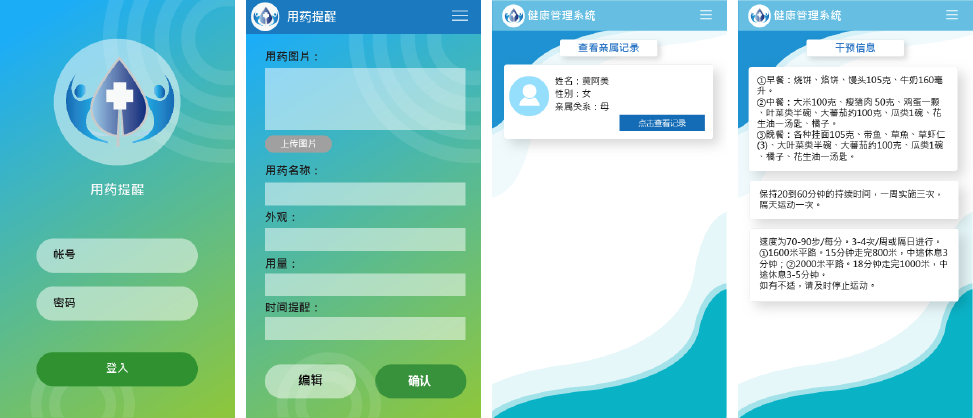 用药提醒
帐号
密码
登入
用药提醒
用药图片：
上传图片
用药名称：
外观：
用量：
时间提醒：
编辑
确认
健康管理系統
查看亲属记录
姓名：莫阿美
性别：女
亲属关系：母
点击查看记录
健康管理系統
干预信息
①早餐：烧饼、烙饼、馒头105克、牛奶160毫
升。
②中餐：大米100克、瘦猪肉 50克、鸡蛋一颗
、叶菜类半碗、大蕃茄約100克、瓜类1碗、花
生油一汤匙、橘子。
③晚餐：各种挂面105克、带鱼、草魚、草虾仁
(3)、大叶菜类半碗、大蕃茄約100克、瓜类1碗
、橘子、花生油一汤匙。
保持20到60分钟的持续时间，一周实施三次，
隔天运动一次。
速度为70-90步/每分。3-4次/周或隔日进行。
①1600米平路。15分钟走完800米，中途休息3
分钟；②2000米平路。18分钟走完1000米，中
途休息3-5分钟。
如有不适，请及时停止运动。